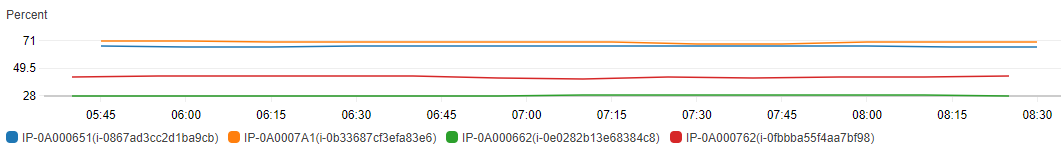 Percent
71
49.5
28
05:45 06:00 06:15 06:30 06:45 07:00 07:15 07:30 07:45 08:00 08:15 08:30
IP-0A000651(i-0867ad3cc2d1ba9cb) IP-0A0007A1(i-0b33687cf3efa83e6) IP-0A000662(i-0e0282b13e68384c8) IP-0A000762(i-0fbbba55f4aa7bf98)